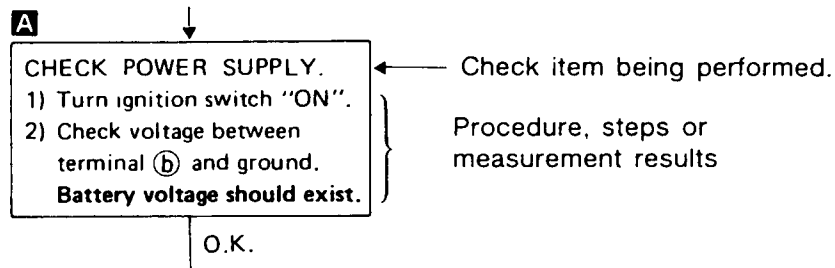 A
CHECK POWER SUPPLY.
1) Turn ignition switch "ON".
2) Check voltage between
terminal ⓑ and ground.
Battery voltage should exist.
Check item being performed.
Procedure, steps or
measurement results
O.K.